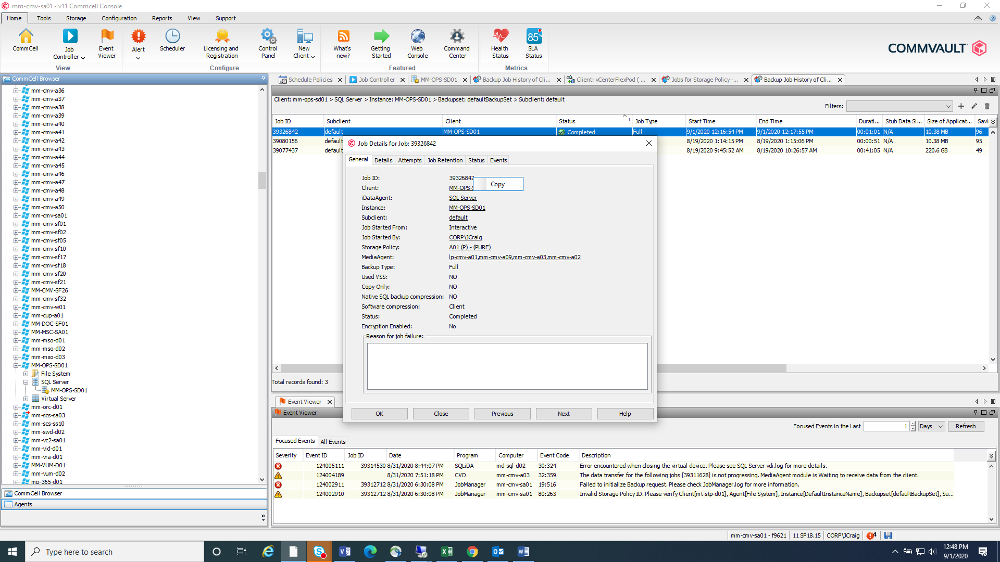 mm-cmv-sa01 - v11 Commcell Console
Home Tools Storage Configuration Reports View Support
CommCell
Job Controller
Event Viewer
View
Alert
Scheduler
Licensing and Registration
Control Panel
New Client
Configure
What's new?
Getting Started
Web Console
Command Center
Featured
Health Status
85%
SLA Status
Metrics
COMMVAULT
CommCell Browser
mm-cmv-a36
mm-cmv-a37
mm-cmv-a38
mm-cmv-a39
mm-cmv-a40
mm-cmv-a41
mm-cmv-a42
mm-cmv-a43
mm-cmv-a44
mm-cmv-a45
mm-cmv-a46
mm-cmv-a47
mm-cmv-a48
mm-cmv-a49
mm-cmv-a50
mm-cmv-sa01
mm-cmv-sf01
mm-cmv-sf02
mm-cmv-sf05
mm-cmv-sf10
mm-cmv-sf17
mm-cmv-sf18
mm-cmv-sf20
mm-cmv-sf21
MM-CMV-SF26
mm-cmv-sf32
mm-cmv-w01
mm-cup-a01
MM-DOC-SF01
MM-MSC-SA01
mm-mso-d01
mm-mso-d02
mm-mso-d03
MM-OPS-SD01
File System
SQL Server
MM-OPS-SD01
Virtual Server
mm-orc-d01
mm-scs-sa03
mm-scs-ss10
mm-swd-d02
mm-vc2-sa01
mm-vid-d01
mm-vra-d01
MM-VUM-D01
mm-vum-d02
mp-365-d01
CommCell Browser
Agents
Schedule Policies Job Controller MM-OPS-SD01 Backup Job History of Cli... Client: vCenterFlexPod ( ... Jobs for Storage Policy -... Backup Job History of Cli...
Client: mm-ops-sd01 > SQL Server > Instance: MM-OPS-SD01 > Backupset: defaultBackupSet > Subclient: default
Filters:
Job ID Subclient Client Status 1 Job Type Start Time End Time Durati... Stub Data Si... Size of Applicat... Savi
39326842 default MM-OPS-SD01 Completed Full 9/1/2020 12:16:54 PM 9/1/2020 12:17:55 PM 00:01:01 N/A 10.38 MB 96
39080156 default 8/19/2020 1:14:15 PM 8/19/2020 1:15:06 PM 00:00:51 N/A 10.38 MB 95
39077437 default 8/19/2020 9:45:52 AM 8/19/2020 10:26:57 AM 00:41:05 N/A 220.6 GB 49
Total records found: 3
Job Details for Job: 39326842
General Details Attempts Job Retention Status Events
Job ID: 39326842
Copy
Client: MM-OPS-
iDataAgent: SQL Server
Instance: MM-OPS-SD01
Subclient: default
Job Started From: Interactive
Job Started By: CORP\JCraig
Storage Policy: A01 (P) - (PURE)
MediaAgent: lp-cmv-a01,mm-cmv-a09,mm-cmv-a03,mm-cmv-a02
Backup Type: Full
Used VSS: NO
Copy-Only: NO
Native SQL backup compression: NO
Software compression: Client
Status: Completed
Encryption Enabled: No
Reason for job failure:
OK Close Previous Next Help
Event Viewer
Event Viewer
Focused Events in the Last 1 Days Refresh
Focused Events All Events
Severity Event ID Job ID Date Program Computer Event Code Description
124005111 39314530 8/31/2020 8:44:07 PM SQLiDA md-sql-d02 30:324 Error encountered when closing the virtual device. Please see SQL Server vdi.log for more details.
124004189 8/31/2020 7:51:18 PM CVD mm-cmv-a03 32:359 The data transfer for the following jobs [39311628] is not progressing. MediaAgent module is Waiting to receive data from the client.
124002911 39312712 8/31/2020 6:30:08 PM JobManager mm-cmv-sa01 19:516 Failed to initialize Backup request. Please check JobManager.log for more information.
124002910 39312712 8/31/2020 6:30:08 PM JobManager mm-cmv-sa01 80:263 Invalid Storage Policy ID. Please verify Client[mt-stp-d01], Agent[File System], Instance[DefaultInstanceName], Backupset[defaultBackupSet], Su...
mm-cmv-sa01 - f9621 11 SP18.15 CORP\JCraig 4
Type here to search
12:48 PM
9/1/2020